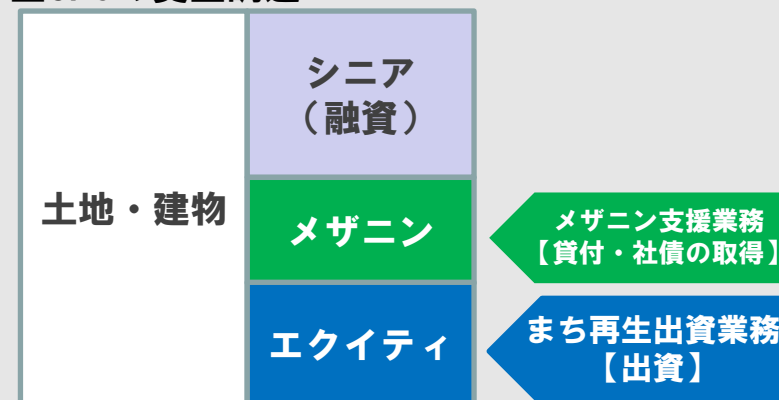 土地・建物
シニア
（融資）
メザニン
エクイティ
メザニン支援業務
【貸付・社債の取得】
まち再生出資業務
【出資】